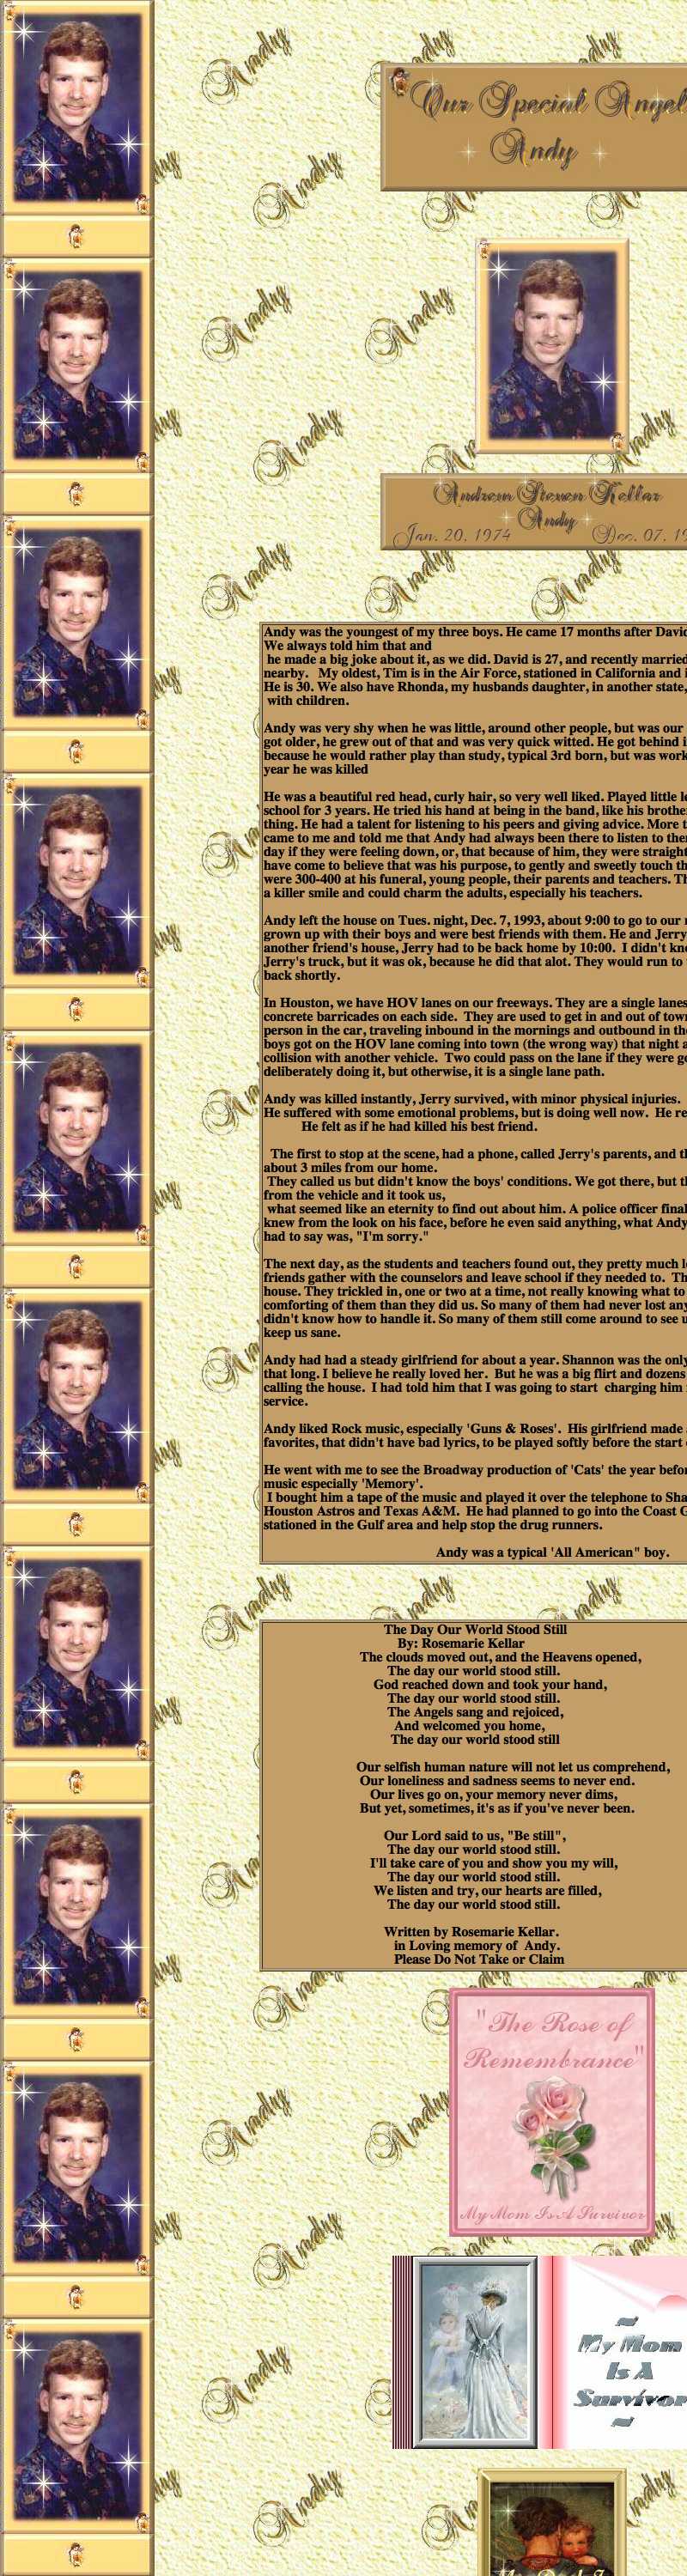 Our Special Angel
Andy
Andrew Steven Kellar
Andy
Jan. 20, 1974 Dec. 07, 19
Andy was the youngest of my three boys. He came 17 months after David
We always told him that and
he made a big joke about it, as we did. David is 27, and recently married
nearby. My oldest, Tim is in the Air Force, stationed in California and i
He is 30. We also have Rhonda, my husbands daughter, in another state,
with children.
Andy was very shy when he was little, around other people, but was our
got older, he grew out of that and was very quick witted. He got behind i
because he would rather play than study, typical 3rd born, but was work
year he was killed
He was a beautiful red head, curly hair, so very well liked. Played little le
school for 3 years. He tried his hand at being in the band, like his brothe
thing. He had a talent for listening to his peers and giving advice. More t
came to me and told me that Andy had always been there to listen to the
day if they were feeling down, or, that because of him, they were straight
have come to believe that was his purpose, to gently and sweetly touch th
were 300-400 at his funeral, young people, their parents and teachers. Th
a killer smile and could charm the adults, especially his teachers.
Andy left the house on Tues. night, Dec. 7, 1993, about 9:00 to go to our
grown up with their boys and were best friends with them. He and Jerry
another friend's house, Jerry had to be back home by 10:00. I didn't kn
Jerry's truck, but it was ok, because he did that alot. They would run to
back shortly.
In Houston, we have HOV lanes on our freeways. They are a single lanes
concrete barricades on each side. They are used to get in and out of tow
person in the car, traveling inbound in the mornings and outbound in th
boys got on the HOV lane coming into town (the wrong way) that night a
collision with another vehicle. Two could pass on the lane if they were go
deliberately doing it, but otherwise, it is a single lane path.
Andy was killed instantly, Jerry survived, with minor physical injuries.
He suffered with some emotional problems, but is doing well now. He re
He felt as if he had killed his best friend.
The first to stop at the scene, had a phone, called Jerry's parents, and th
about 3 miles from our home.
They called us but didn't know the boys' conditions. We got there, but th
from the vehicle and it took us,
what seemed like an eternity to find out about him. A police officer final
knew from the look on his face, before he even said anything, what Andy
had to say was, "I'm sorry."
The next day, as the students and teachers found out, they pretty much l
friends gather with the counselors and leave school if they needed to. Th
house. They trickled in, one or two at a time, not really knowing what to
comforting of them than they did us. So many of them had never lost any
didn't know how to handle it. So many of them still come around to see u
keep us sane.
Andy had had a steady girlfriend for about a year. Shannon was the only
that long. I believe he really loved her. But he was a big flirt and dozens
calling the house. I had told him that I was going to start charging him
service.
Andy liked Rock music, especially 'Guns & Roses'. His girlfriend made
favorites, that didn't have bad lyrics, to be played softly before the start
He went with me to see the Broadway production of 'Cats' the year befor
music especially 'Memory'.
I bought him a tape of the music and played it over the telephone to Sha
Houston Astros and Texas A&M. He had planned to go into the Coast G
stationed in the Gulf area and help stop the drug runners.
Andy was a typical 'All American" boy.
The Day Our World Stood Still
By: Rosemarie Kellar
The clouds moved out, and the Heavens opened,
The day our world stood still.
God reached down and took your hand,
The day our world stood still.
The Angels sang and rejoiced,
And welcomed you home,
The day our world stood still
Our selfish human nature will not let us comprehend,
Our loneliness and sadness seems to never end.
Our lives go on, your memory never dims,
But yet, sometimes, it's as if you've never been.
Our Lord said to us, "Be still",
The day our world stood still.
I'll take care of you and show you my will,
The day our world stood still.
We listen and try, our hearts are filled,
The day our world stood still.
Written by Rosemarie Kellar.
in Loving memory of Andy.
Please Do Not Take or Claim
"The Rose of
Remembrance"
My Mom Is A Survivor
~
My Mom
Is A
Survivor
~